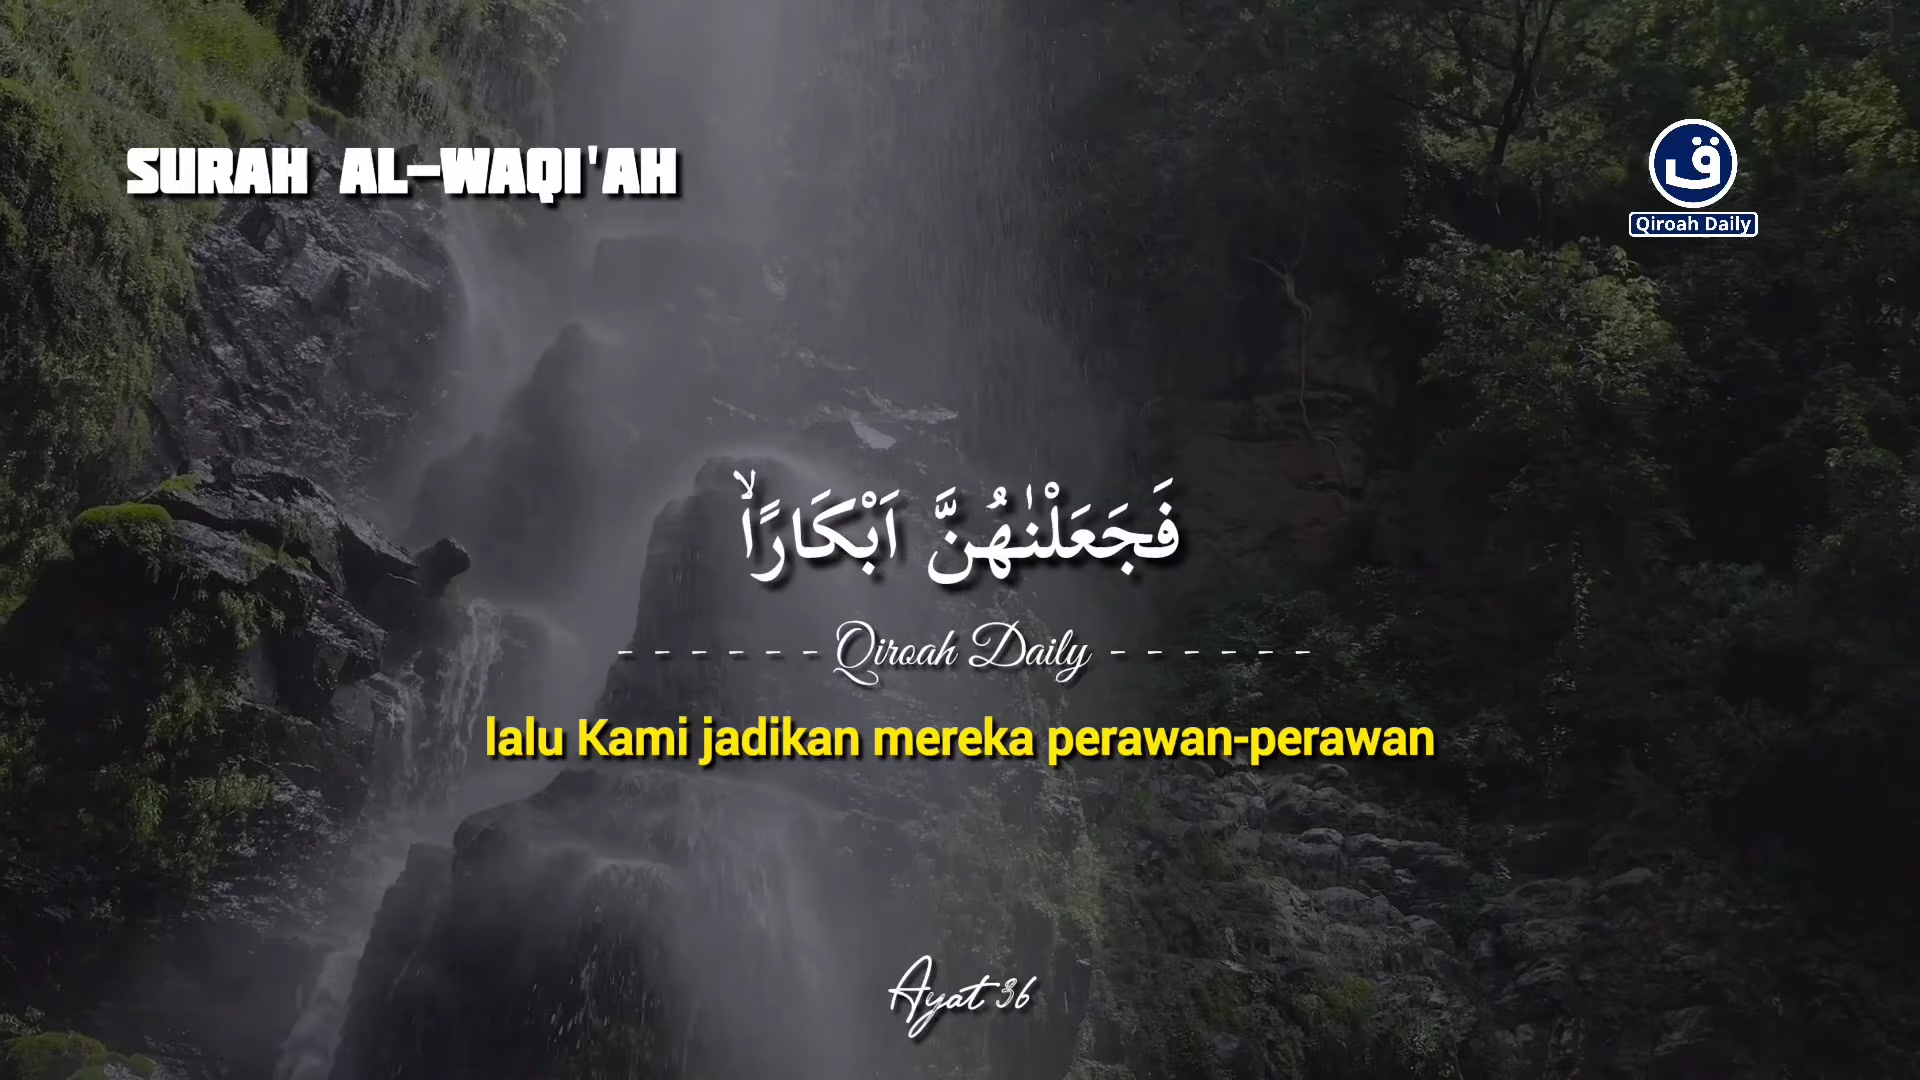 SURAH AL-WAQI'AH
ق
Qiroah Daily
فَجَعَلْنٰهُنَّ اَبْكَارًاۙ
- - - - - - Qiroah Daily - - - - - -
lalu Kami jadikan mereka perawan-perawan
Ayat 36